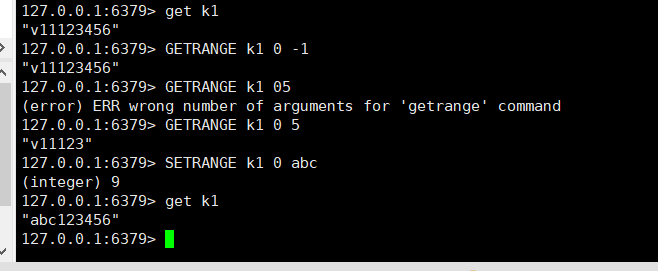 127.0.0.1:6379> get k1
"v11123456"
127.0.0.1:6379> GETRANGE k1 0 -1
"v11123456"
127.0.0.1:6379> GETRANGE k1 05
(error) ERR wrong number of arguments for 'getrange' command
127.0.0.1:6379> GETRANGE k1 0 5
"v11123"
127.0.0.1:6379> SETRANGE k1 0 abc
(integer) 9
127.0.0.1:6379> get k1
"abc123456"
127.0.0.1:6379>